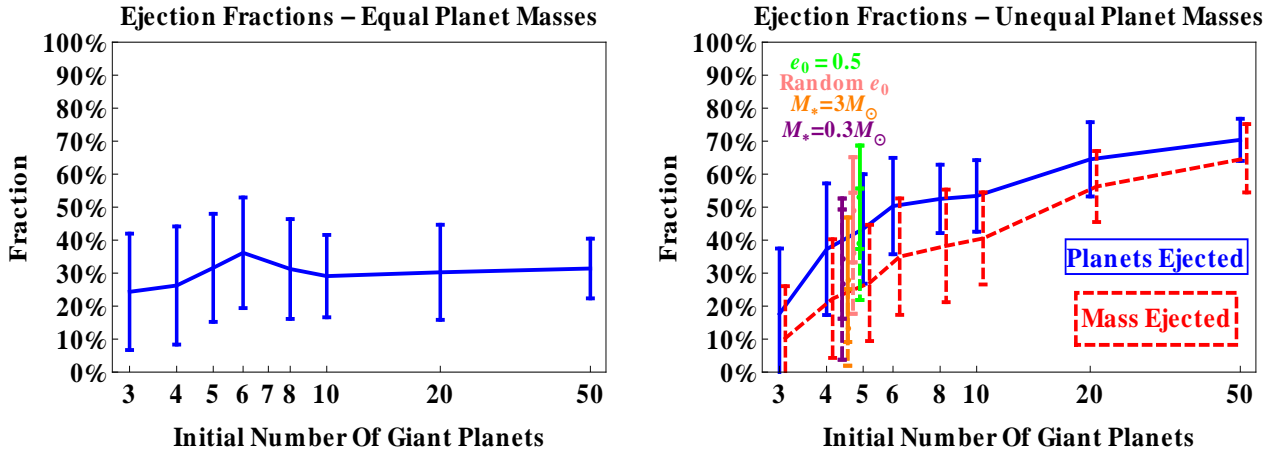 Ejection Fractions – Equal Planet Masses
100%
90%
80%
70%
60%
50%
40%
30%
20%
10%
0%
Fraction
3 4 5 6 7 8 10 20 50
Initial Number Of Giant Planets
Ejection Fractions – Unequal Planet Masses
100%
90%
80%
70%
60%
50%
40%
30%
20%
10%
0%
Fraction
e₀ = 0.5
Random e₀
M*=3M⊙
M*=0.3M⊙
Planets Ejected
Mass Ejected
3 4 5 6 8 10 20 50
Initial Number Of Giant Planets